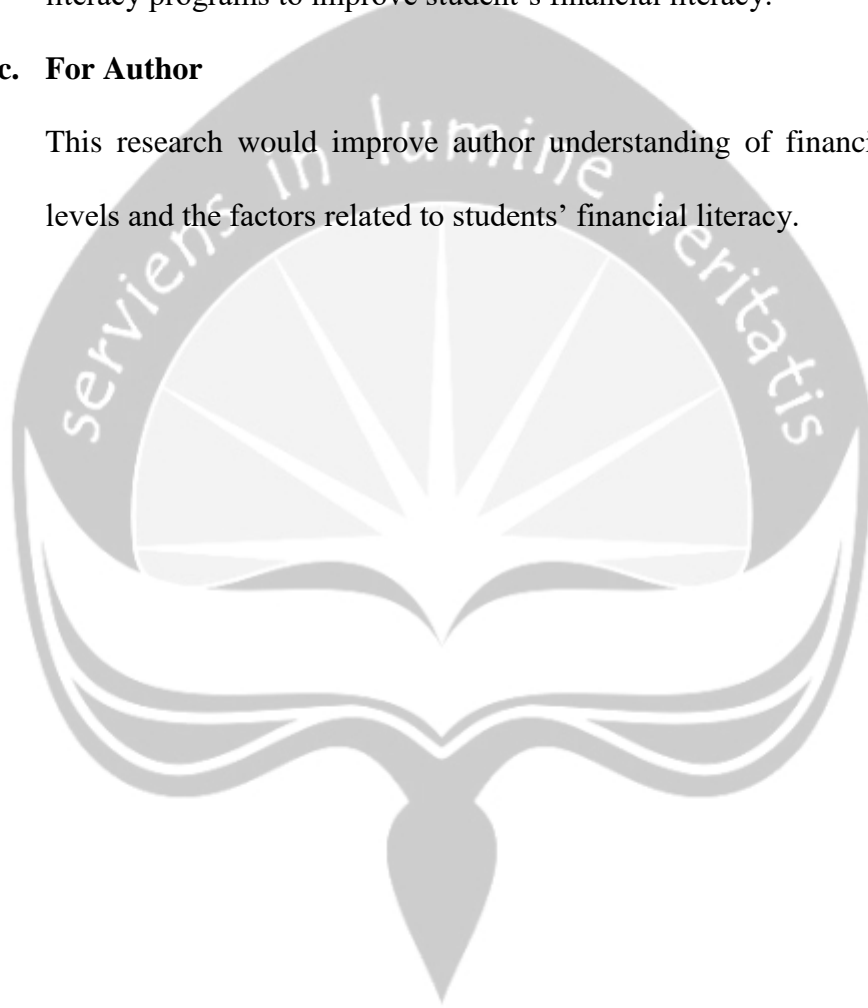 literacy programs to improve student's financial literacy.
c. For Author
This research would improve author understanding of
levels and the factors related to students' financial literacy.
serviens in lumine veritatis